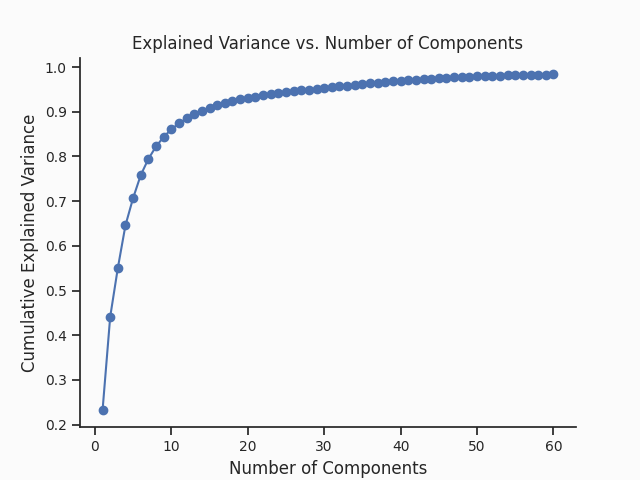 Explained Variance vs. Number of Components
Cumulative Explained Variance
1.0
0.9
0.8
0.7
0.6
0.5
0.4
0.3
0.2
0 10 20 30 40 50 60
Number of Components